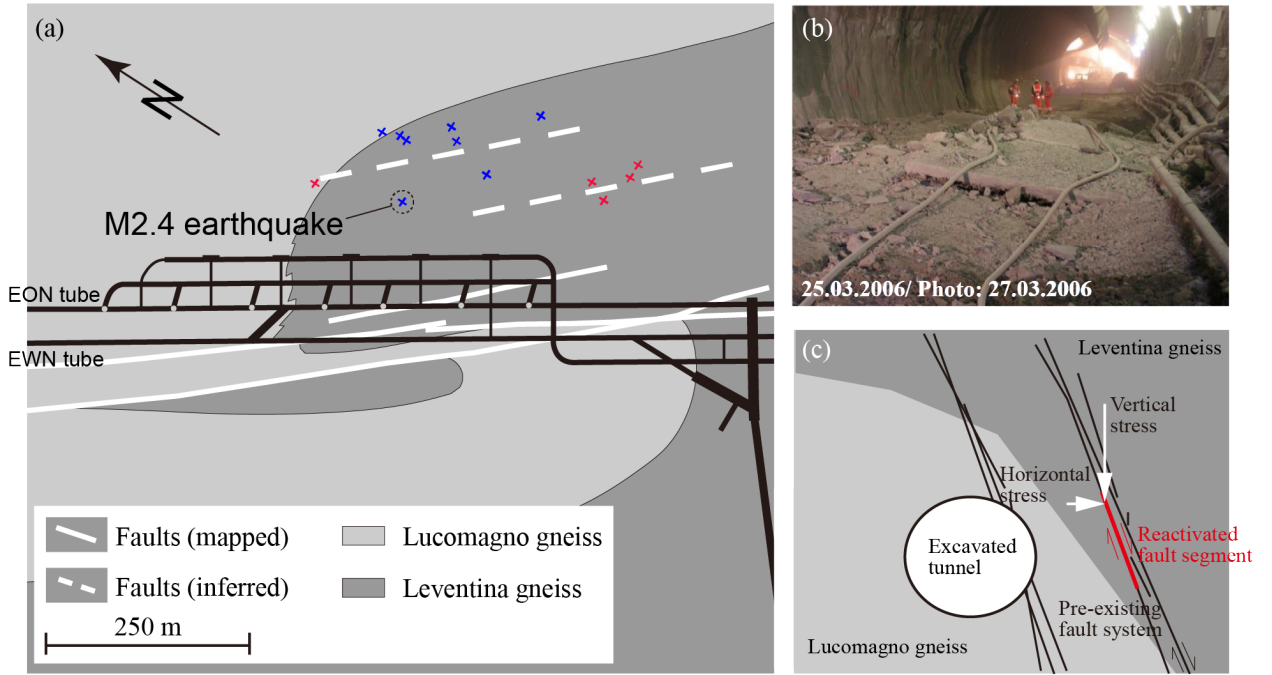 (a)
N
M2.4 earthquake
EON tube
EWN tube
Faults (mapped)
Lucomagno gneiss
Faults (inferred)
Leventina gneiss
250 m
(b)
25.03.2006/ Photo: 27.03.2006
(c)
Leventina gneiss
Vertical
stress
Horizontal
stress
Reactivated
fault segment
Excavated
tunnel
Pre-existing
fault system
Lucomagno gneiss